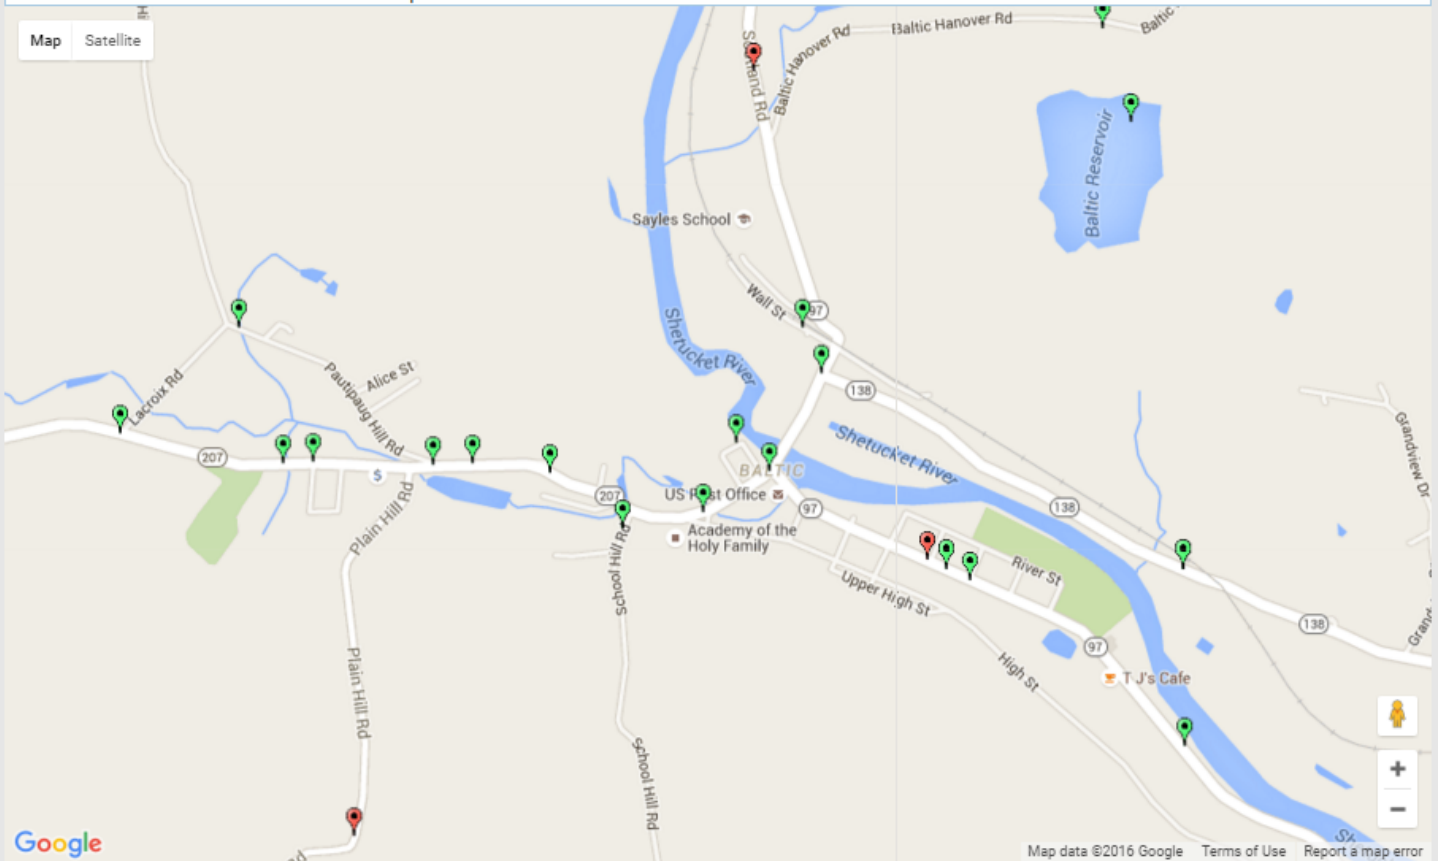 Map Satellite
Hi
Scotland Rd
Baltic Hanover Rd
Baltic Hanover Rd
Baltic
Baltic Reservoir
Sayles School
Wall St
97
Shetucket River
138
Lacroix Rd
Pautipaug Hill Rd
Alice St
207
$
Shetucket River
BALTIC
Grandview Dr
207
US Post Office
97
138
Academy of the
Holy Family
Plain Hill Rd
School Hill Rd
River St
Upper High St
138
Grand
97
High St
T J's Cafe
Plain Hill Rd
School Hill Rd
+
−
Google
Rd
Sh
Map data ©2016 Google Terms of Use Report a map error